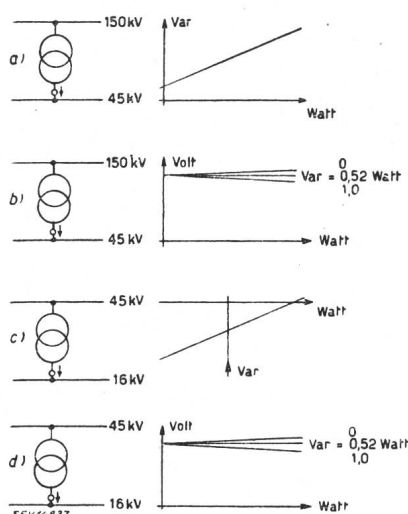 150kV Var
a)
45kV Watt
150kV Volt
0
Var = 0,52 Watt
1,0
b)
45kV Watt
45kV Watt
c)
16kV Var
45kV Volt
0
Var = 0,52 Watt
1,0
d)
16kV Watt